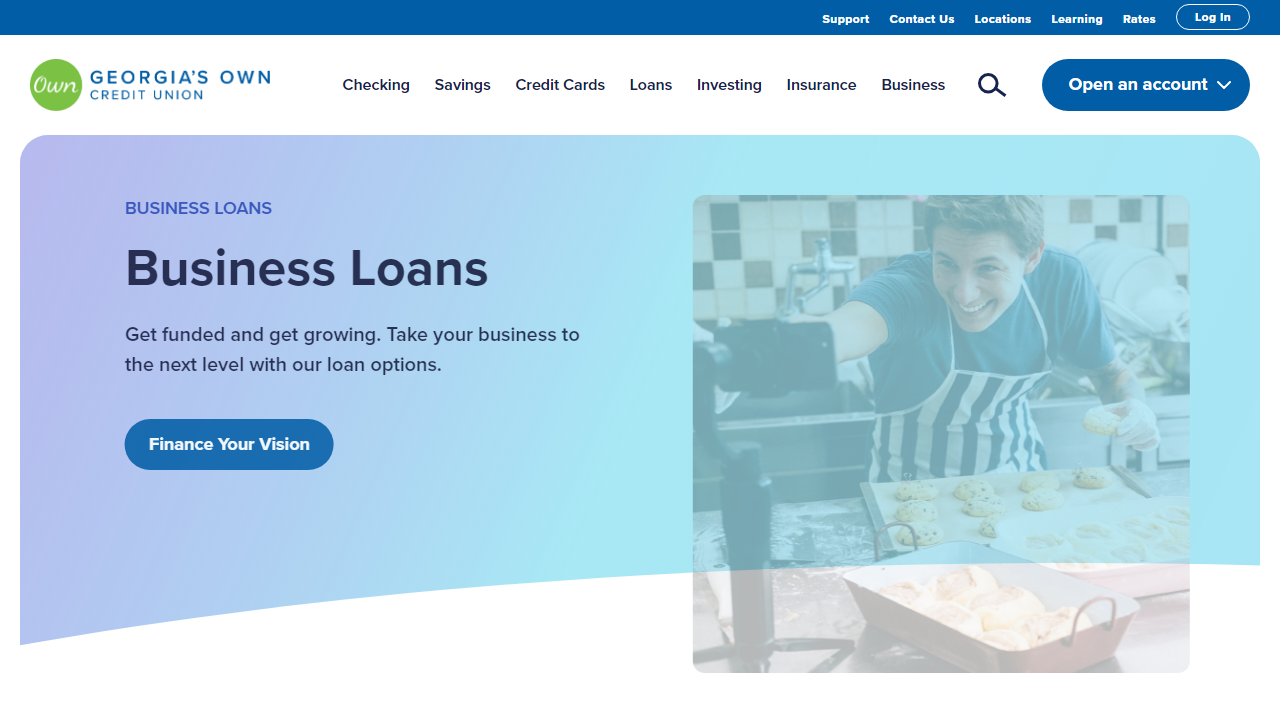 Support Contact Us Locations Learning Rates Log In
Own GEORGIA'S OWN
CREDIT UNION
Checking Savings Credit Cards Loans Investing Insurance Business Open an account
BUSINESS LOANS
Business Loans
Get funded and get growing. Take your business to
the next level with our loan options.
Finance Your Vision